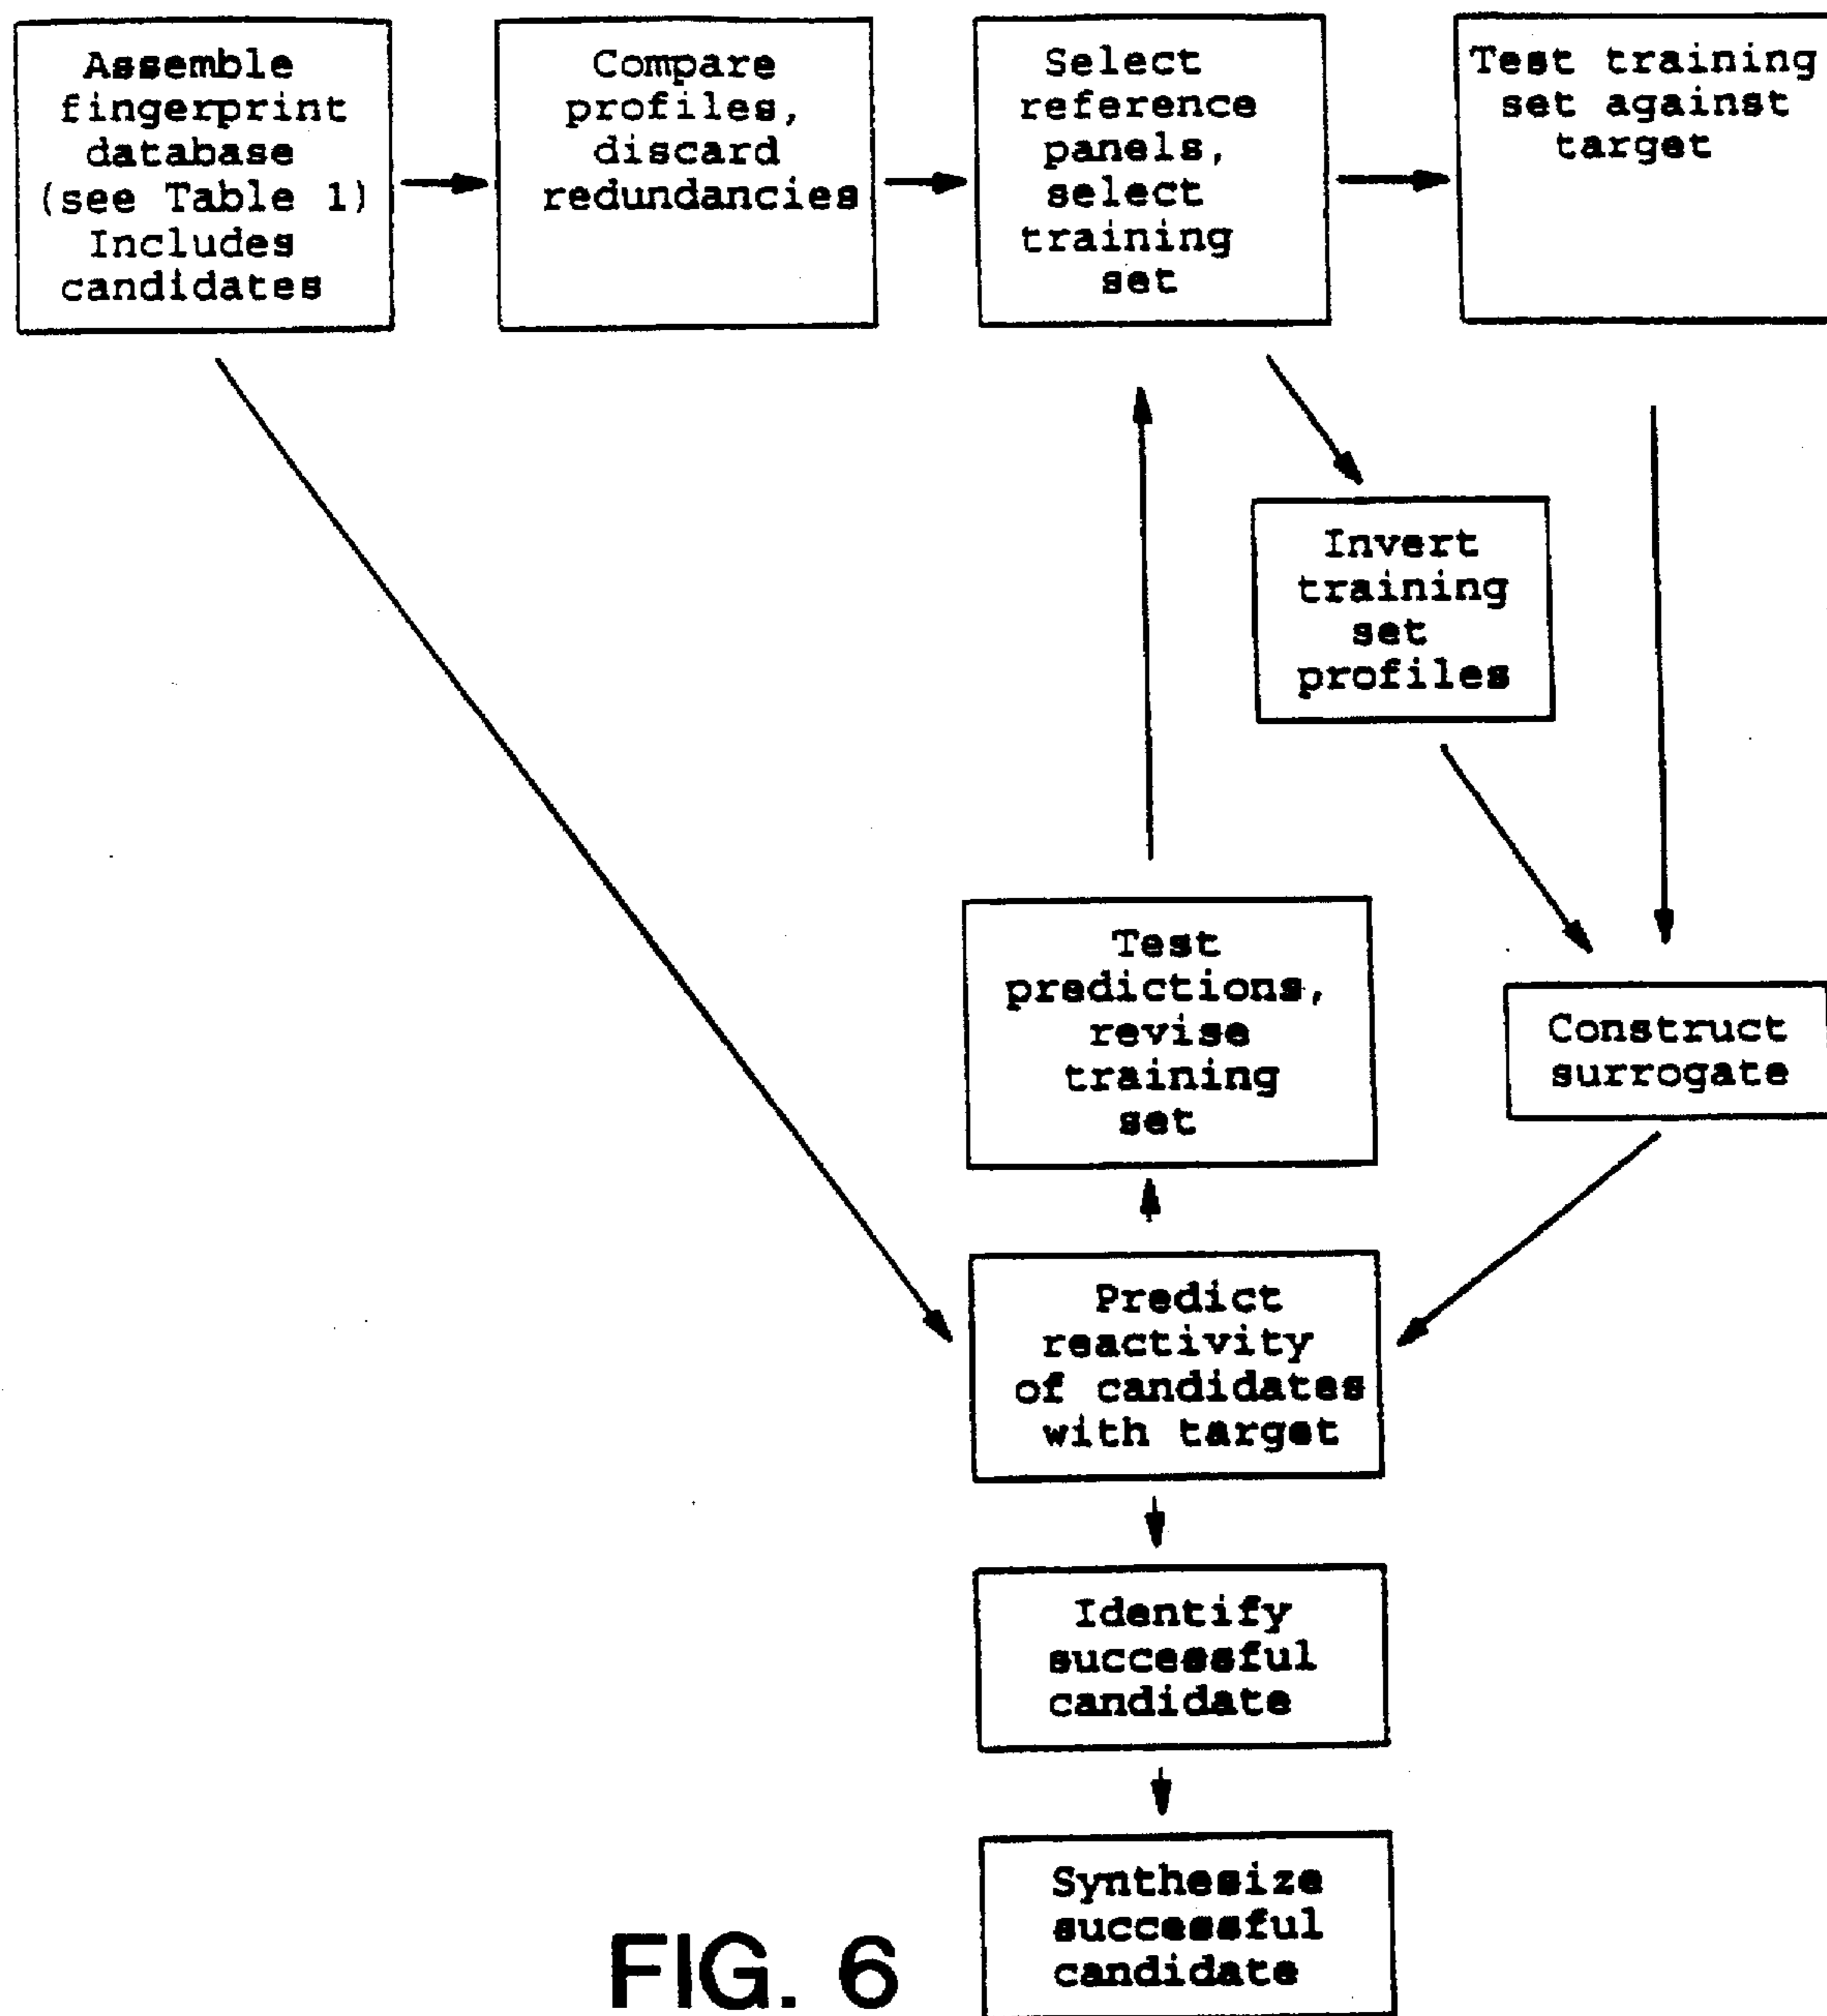 Assemble
fingerprint
database
(see Table 1)
Includes
candidates
Compare
profiles,
discard
redundancies
Select
reference
panels,
select
training
set
Test training
set against
target
Invert
training
set
profiles
Test
predictions,
revise
training
set
Construct
surrogate
Predict
reactivity
of candidates
with target
Identify
successful
candidate
Synthesize
successful
candidate
FIG. 6